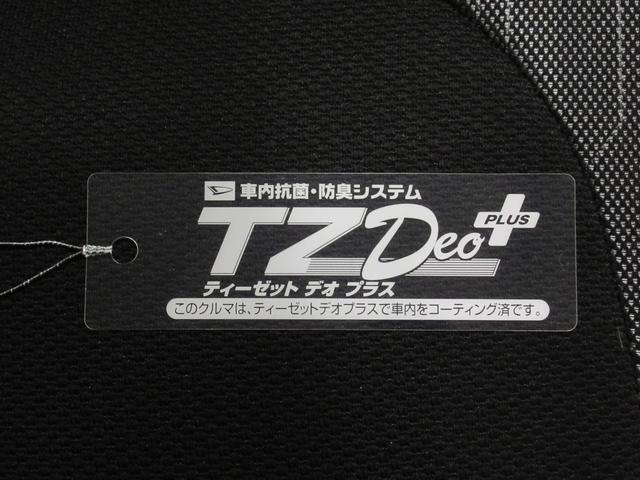 車内抗菌・防臭システム
TZ Deo PLUS
ティーゼット デオ プラス
このクルマは、ティーゼットデオプラスで車内をコーティング済です。